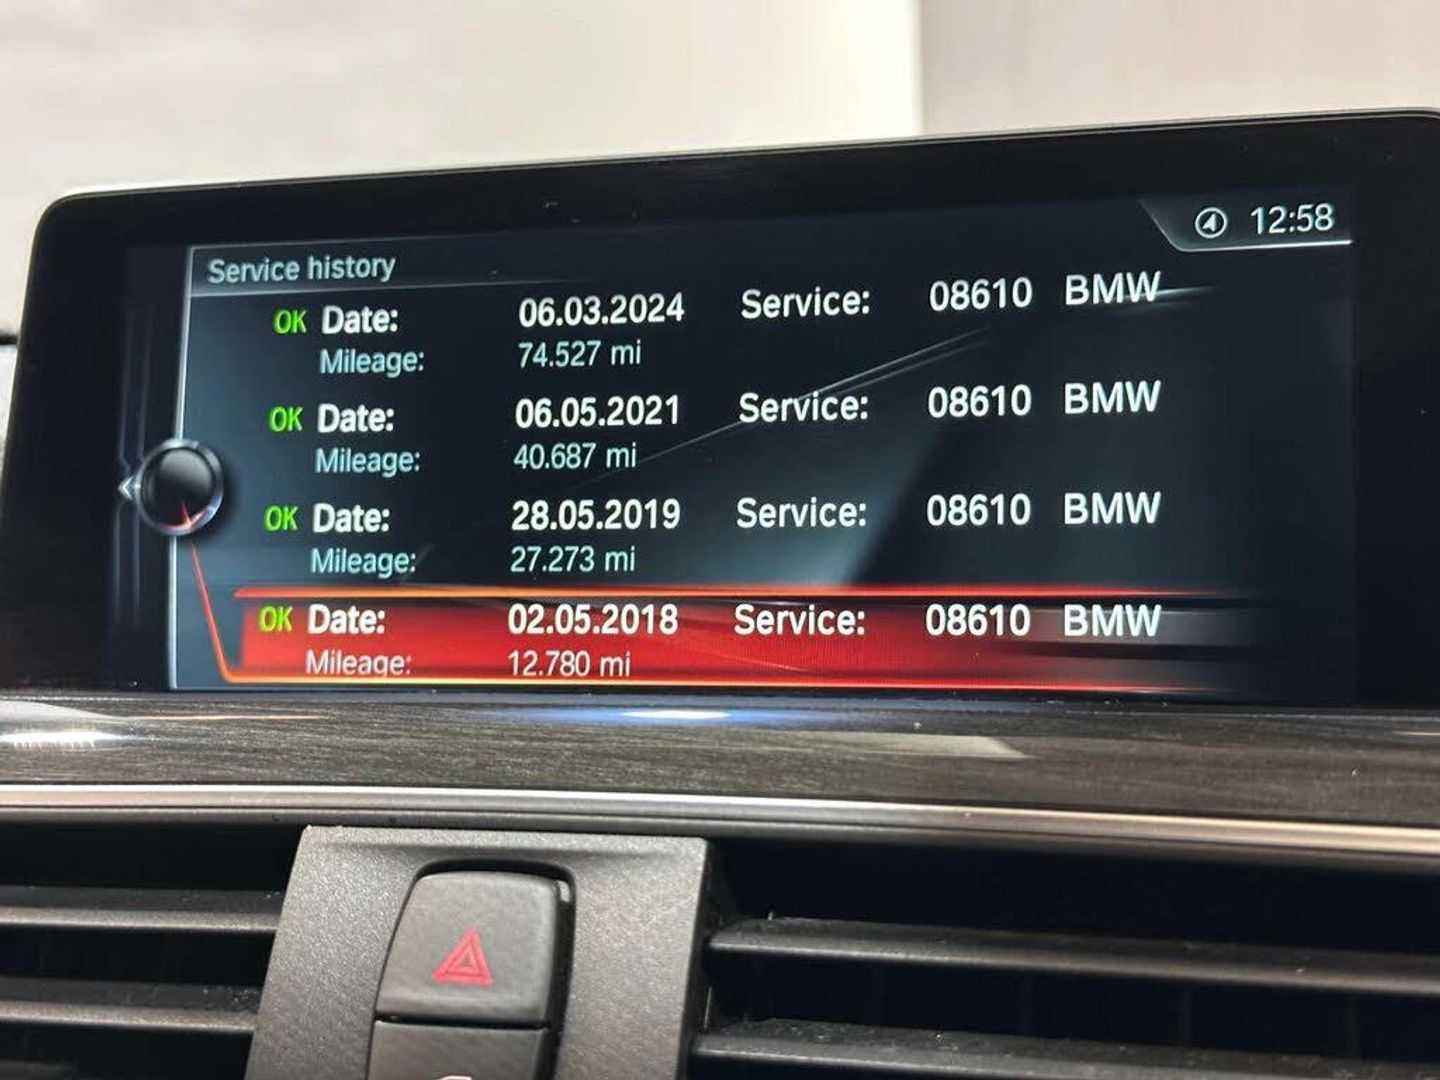 12:58
Service history
OK Date: 06.03.2024 Service: 08610 BMW
Mileage: 74.527 mi
OK Date: 06.05.2021 Service: 08610 BMW
Mileage: 40.687 mi
OK Date: 28.05.2019 Service: 08610 BMW
Mileage: 27.273 mi
OK Date: 02.05.2018 Service: 08610 BMW
Mileage: 12.780 mi